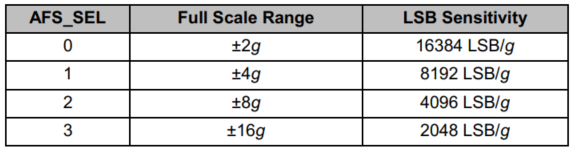 AFS_SEL Full Scale Range LSB Sensitivity
0 ±2g 16384 LSB/g
1 ±4g 8192 LSB/g
2 ±8g 4096 LSB/g
3 ±16g 2048 LSB/g